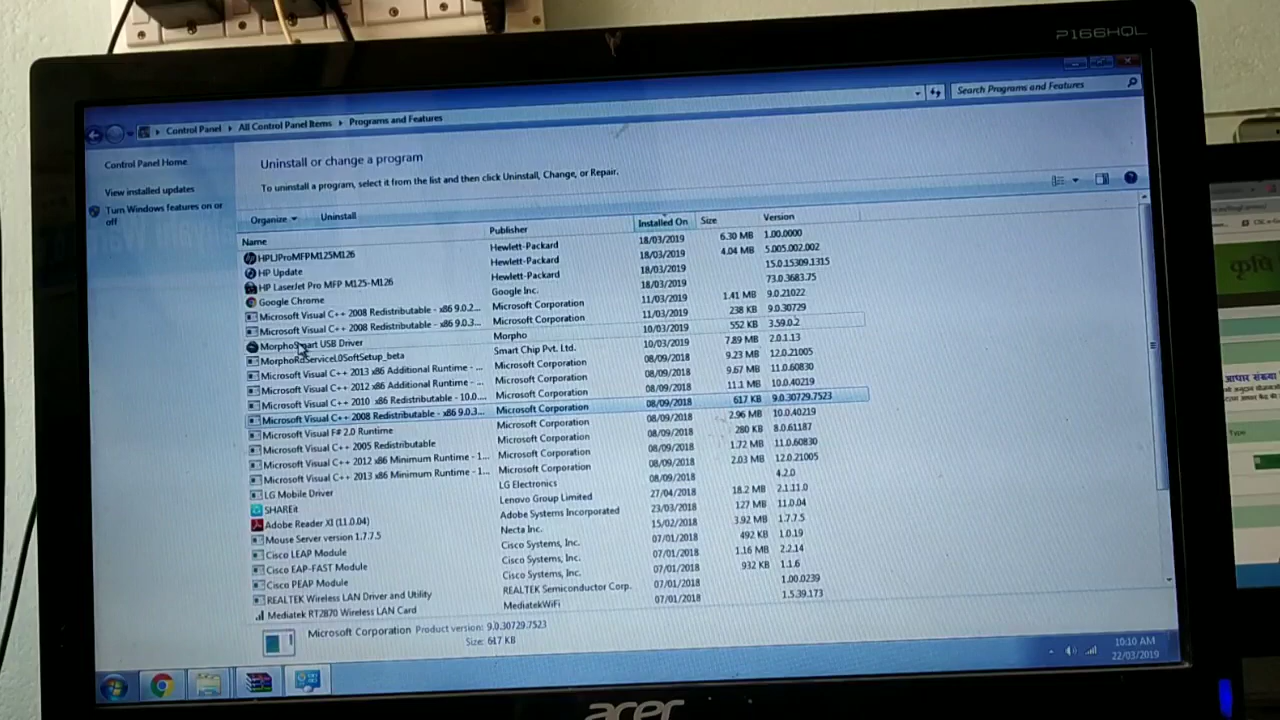 P166HQL
Search Programs and Features
Control Panel
All Control Panel Items
Programs and Features
Control Panel Home
Uninstall or change a program
View installed updates
To uninstall a program, select it from the list and then click Uninstall, Change, or Repair.
Turn Windows features on or
off
Organize Uninstall
Name Publisher Installed On Size Version
HPLJProMFPM125M126 Hewlett-Packard 18/03/2019 6.30 MB 1.00.0000
HP Update Hewlett-Packard 18/03/2019 4.04 MB 5.005.002.002
HP LaserJet Pro MFP M125-M126 Hewlett-Packard 18/03/2019 15.0.15309.1315
Google Chrome Google Inc. 18/03/2019 73.0.3683.75
Microsoft Visual C++ 2008 Redistributable - x86 9.0.2... Microsoft Corporation 11/03/2019 1.41 MB 9.0.21022
Microsoft Visual C++ 2008 Redistributable - x86 9.0.3... Microsoft Corporation 11/03/2019 238 KB 9.0.30729
MorphoSmart USB Driver Morpho 10/03/2019 552 KB 3.59.0.2
MorphoRdServiceL0SoftSetup_beta Smart Chip Pvt. Ltd. 10/03/2019 7.89 MB 2.0.1.13
Microsoft Visual C++ 2013 x86 Additional Runtime - ... Microsoft Corporation 08/09/2018 9.23 MB 12.0.21005
Microsoft Visual C++ 2012 x86 Additional Runtime - ... Microsoft Corporation 08/09/2018 9.67 MB 11.0.60830
Microsoft Visual C++ 2010 x86 Redistributable - 10.0.... Microsoft Corporation 08/09/2018 11.1 MB 10.0.40219
Microsoft Visual C++ 2008 Redistributable - x86 9.0.3... Microsoft Corporation 08/09/2018 617 KB 9.0.30729.7523
Microsoft Visual F# 2.0 Runtime Microsoft Corporation 08/09/2018 2.96 MB 10.0.40219
Microsoft Visual C++ 2005 Redistributable Microsoft Corporation 08/09/2018 280 KB 8.0.61187
Microsoft Visual C++ 2012 x86 Minimum Runtime - 1... Microsoft Corporation 08/09/2018 1.72 MB 11.0.60830
Microsoft Visual C++ 2013 x86 Minimum Runtime - 1... Microsoft Corporation 08/09/2018 2.03 MB 12.0.21005
LG Mobile Driver LG Electronics 08/09/2018 4.2.0
SHAREit Lenovo Group Limited 27/04/2018 18.2 MB 2.1.11.0
Adobe Reader XI (11.0.04) Adobe Systems Incorporated 23/03/2018 127 MB 11.0.04
Mouse Server version 1.7.7.5 Necta Inc. 15/02/2018 3.92 MB 1.7.7.5
Cisco LEAP Module Cisco Systems, Inc. 07/01/2018 492 KB 1.0.19
Cisco EAP-FAST Module Cisco Systems, Inc. 07/01/2018 1.16 MB 2.2.14
Cisco PEAP Module Cisco Systems, Inc. 07/01/2018 932 KB 1.1.6
REALTEK Wireless LAN Driver and Utility REALTEK Semiconductor Corp. 07/01/2018 1.00.0239
Mediatek RT2870 Wireless LAN Card MediatekWiFi 07/01/2018 1.5.39.173
Microsoft Corporation Product version: 9.0.30729.7523
Size: 617 KB
10:10 AM
22/03/2019
acer
कृषि
आधार संख्या
Type